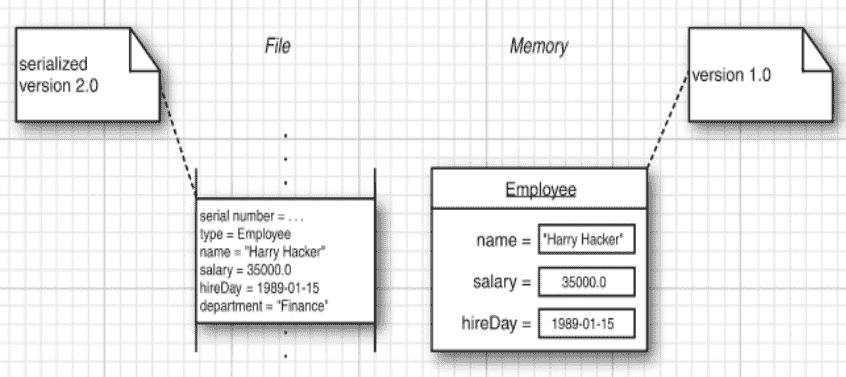 File
Memory
serialized
version 2.0
version 1.0
serial number = . . .
type = Employee
name = "Harry Hacker"
salary = 35000.0
hireDay = 1989-01-15
department = "Finance"
Employee
name = "Harry Hacker"
salary = 35000.0
hireDay = 1989-01-15